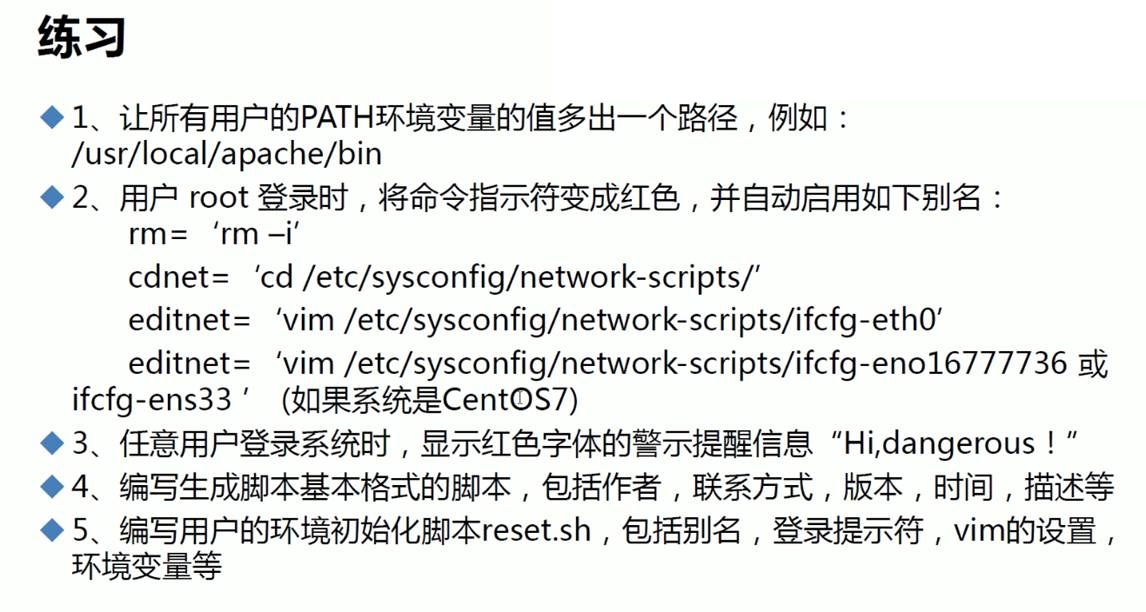 练习
1、让所有用户的PATH环境变量的值多出一个路径，例如：
/usr/local/apache/bin
2、用户 root 登录时，将命令指示符变成红色，并自动启用如下别名：
rm=‘rm –i’
cdnet=‘cd /etc/sysconfig/network-scripts/’
editnet=‘vim /etc/sysconfig/network-scripts/ifcfg-eth0’
editnet=‘vim /etc/sysconfig/network-scripts/ifcfg-eno16777736 或
ifcfg-ens33 ’ (如果系统是CentOS7)
3、任意用户登录系统时，显示红色字体的警示提醒信息“Hi,dangerous！”
4、编写生成脚本基本格式的脚本，包括作者，联系方式，版本，时间，描述等
5、编写用户的环境初始化脚本reset.sh，包括别名，登录提示符，vim的设置，
环境变量等